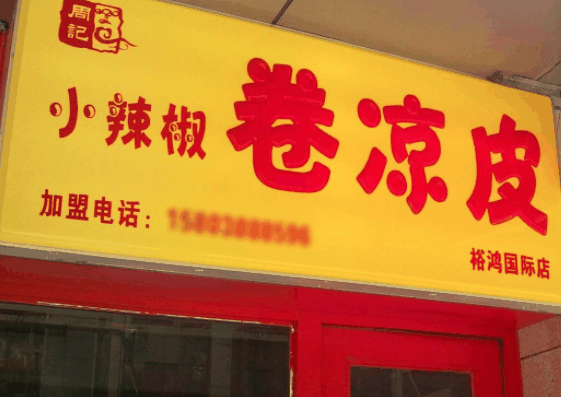 周記
小辣椒 卷凉皮
加盟电话：
裕鸿国际店